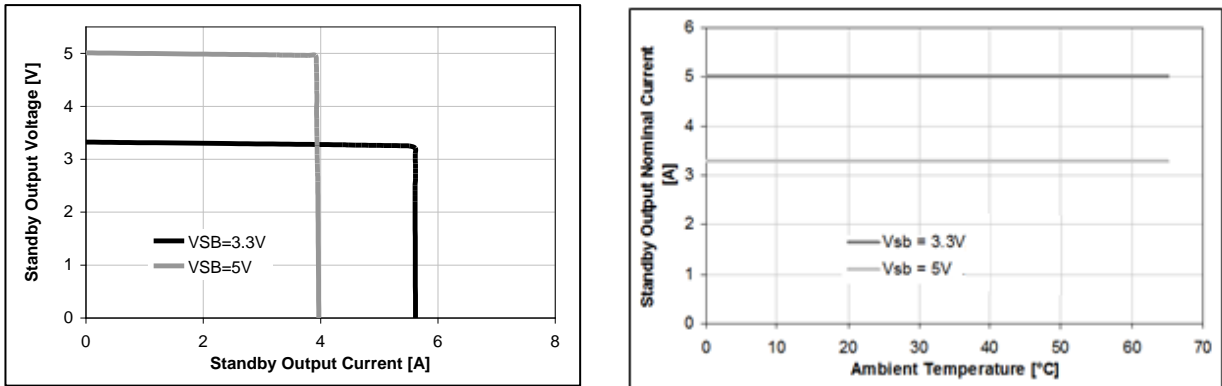 Standby Output Voltage [V]
5
4
3
2
1
0
VSB=3.3V
VSB=5V
0 2 4 6 8
Standby Output Current [A]
Standby Output Nominal Current
[A]
6
5
4
3
2
1
0
Vsb = 3.3V
Vsb = 5V
0 10 20 30 40 50 60 70
Ambient Temperature [°C]